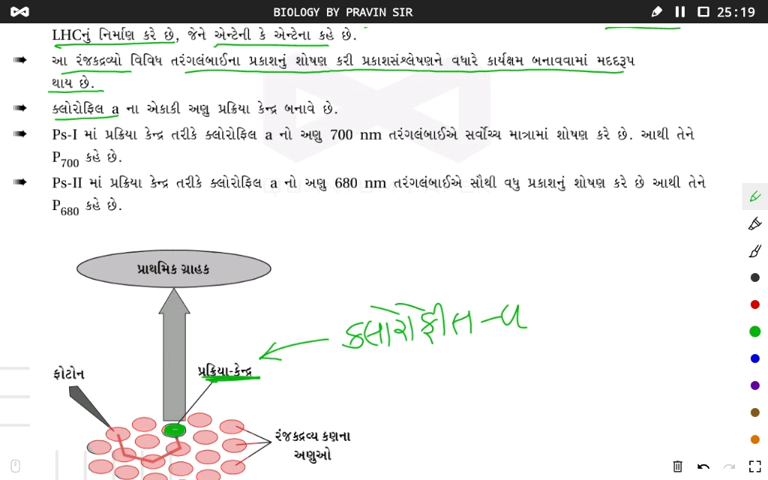 BIOLOGY BY PRAVIN SIR
25:19
LHCનું નિર્માણ કરે છે, જેને એન્ટેની કે એન્ટેના કહે છે.
આ રંજકદ્રવ્યો વિવિધ તરંગલંબાઈના પ્રકાશનું શોષણ કરી પ્રકાશસંશ્લેષણને વધારે કાર્યક્ષમ બનાવવામાં મદદરૂપ
થાય છે.
ક્લોરોફિલ a ના એકાકી અણુ પ્રક્રિયા કેન્દ્ર બનાવે છે.
Ps-I માં પ્રક્રિયા કેન્દ્ર તરીકે ક્લોરોફિલ a નો અણુ 700 nm તરંગલંબાઈએ સર્વોચ્ચ માત્રામાં શોષણ કરે છે. આથી તેને
P700 કહે છે.
Ps-II માં પ્રક્રિયા કેન્દ્ર તરીકે ક્લોરોફિલ a નો અણુ 680 nm તરંગલંબાઈએ સૌથી વધુ પ્રકાશનું શોષણ કરે છે આથી તેને
P680 કહે છે.
પ્રાથમિક ગ્રાહક
ક્લોરોફીલ-a
ફોટોન
પ્રક્રિયા-કેન્દ્ર
રંજકદ્રવ્ય કણના
અણુઓ